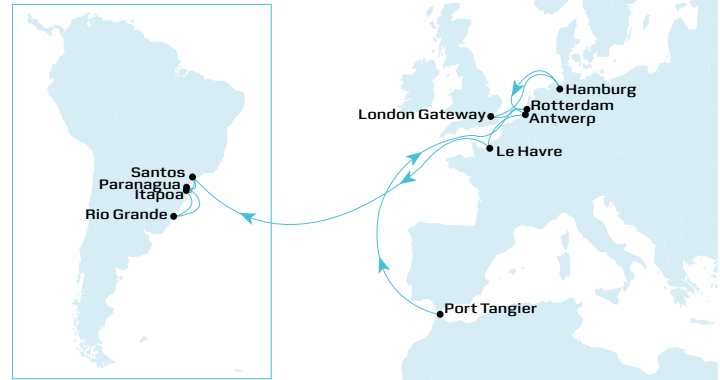 Hamburg
Rotterdam
London Gateway
Antwerp
Le Havre
Santos
Paranagua
Itapoa
Rio Grande
Port Tangier